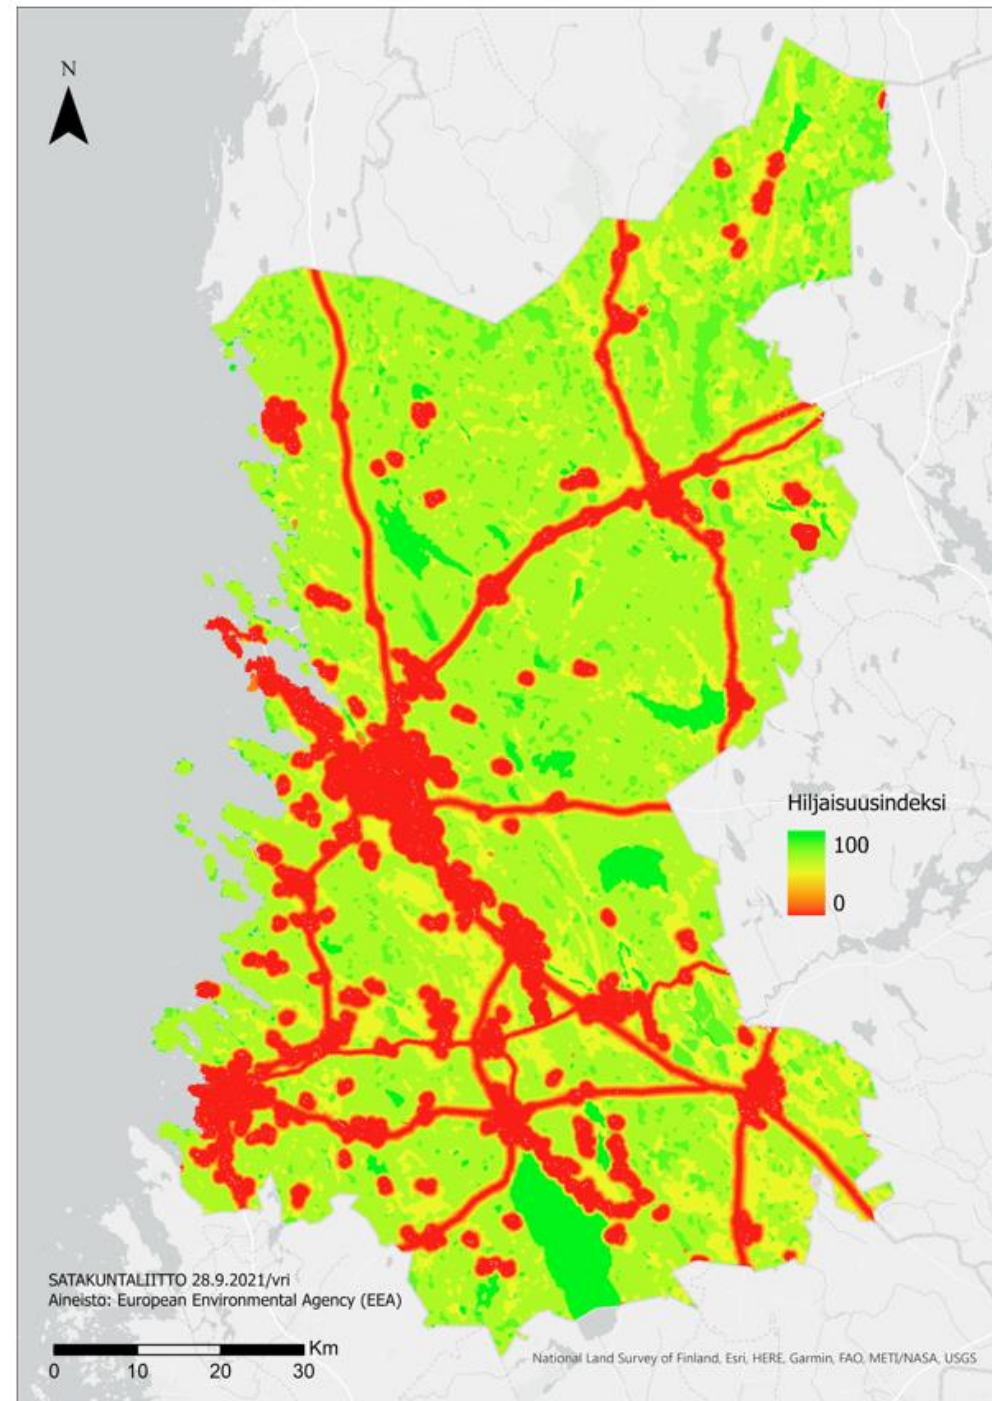 N
Hiljaisuusindeksi
100
0
SATAKUNTALIITTO 28.9.2021/vri
Aineisto: European Environmental Agency (EEA)
Km
0 10 20 30
National Land Survey of Finland, Esri, HERE, Garmin, FAO, METI/NASA, USGS